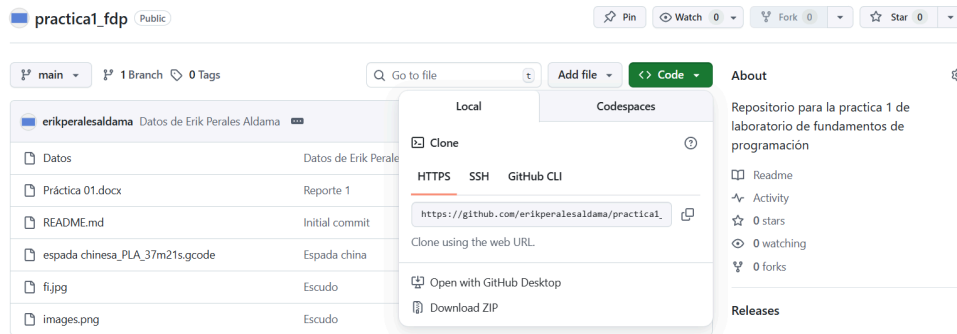 practica1_fdp Public
Pin
Watch 0
Fork 0
Star 0
main
1 Branch
0 Tags
Go to file t
Add file
<> Code
erikperalesaldama Datos de Erik Perales Aldama
Datos Datos de Erik Perale
Práctica 01.docx Reporte 1
README.md Initial commit
espada chinesa_PLA_37m21s.gcode Espada china
fi.jpg Escudo
images.png Escudo
Local Codespaces
Clone
HTTPS SSH GitHub CLI
https://github.com/erikperalesaldama/practica1_
Clone using the web URL.
Open with GitHub Desktop
Download ZIP
About
Repositorio para la practica 1 de
laboratorio de fundamentos de
programación
Readme
Activity
0 stars
0 watching
0 forks
Releases